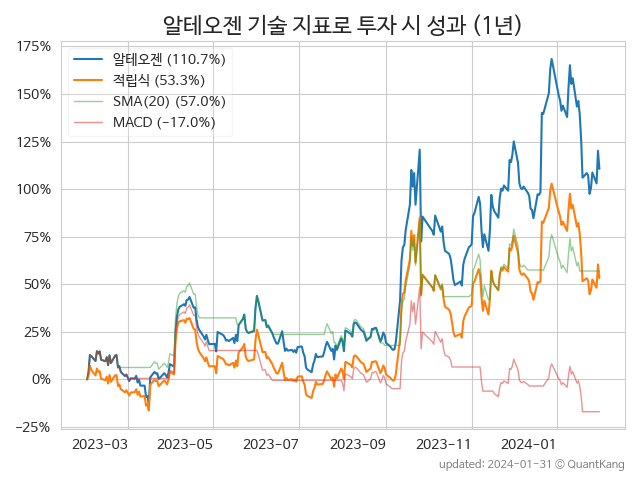 알테오젠 기술 지표로 투자 시 성과 (1년)
175%
150%
125%
100%
75%
50%
25%
0%
−25%
알테오젠 (110.7%)
적립식 (53.3%)
SMA(20) (57.0%)
MACD (−17.0%)
2023-03 2023-05 2023-07 2023-09 2023-11 2024-01
updated: 2024-01-31 © QuantKang